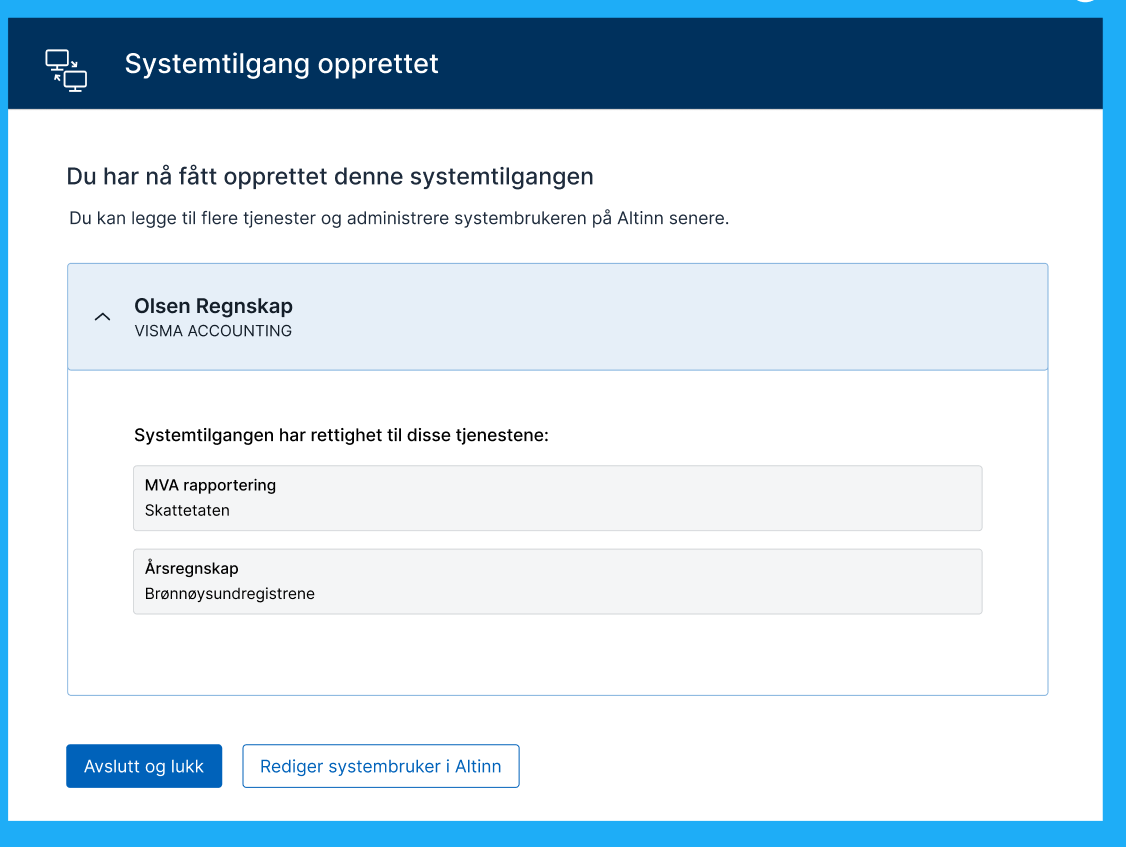 Systemtilgang opprettet
Du har nå fått opprettet denne systemtilgangen
Du kan legge til flere tjenester og administrere systembrukeren på Altinn senere.
Olsen Regnskap
VISMA ACCOUNTING
Systemtilgangen har rettighet til disse tjenestene:
MVA rapportering
Skattetaten
Årsregnskap
Brønnøysundregistrene
Avslutt og lukk
Rediger systembruker i Altinn